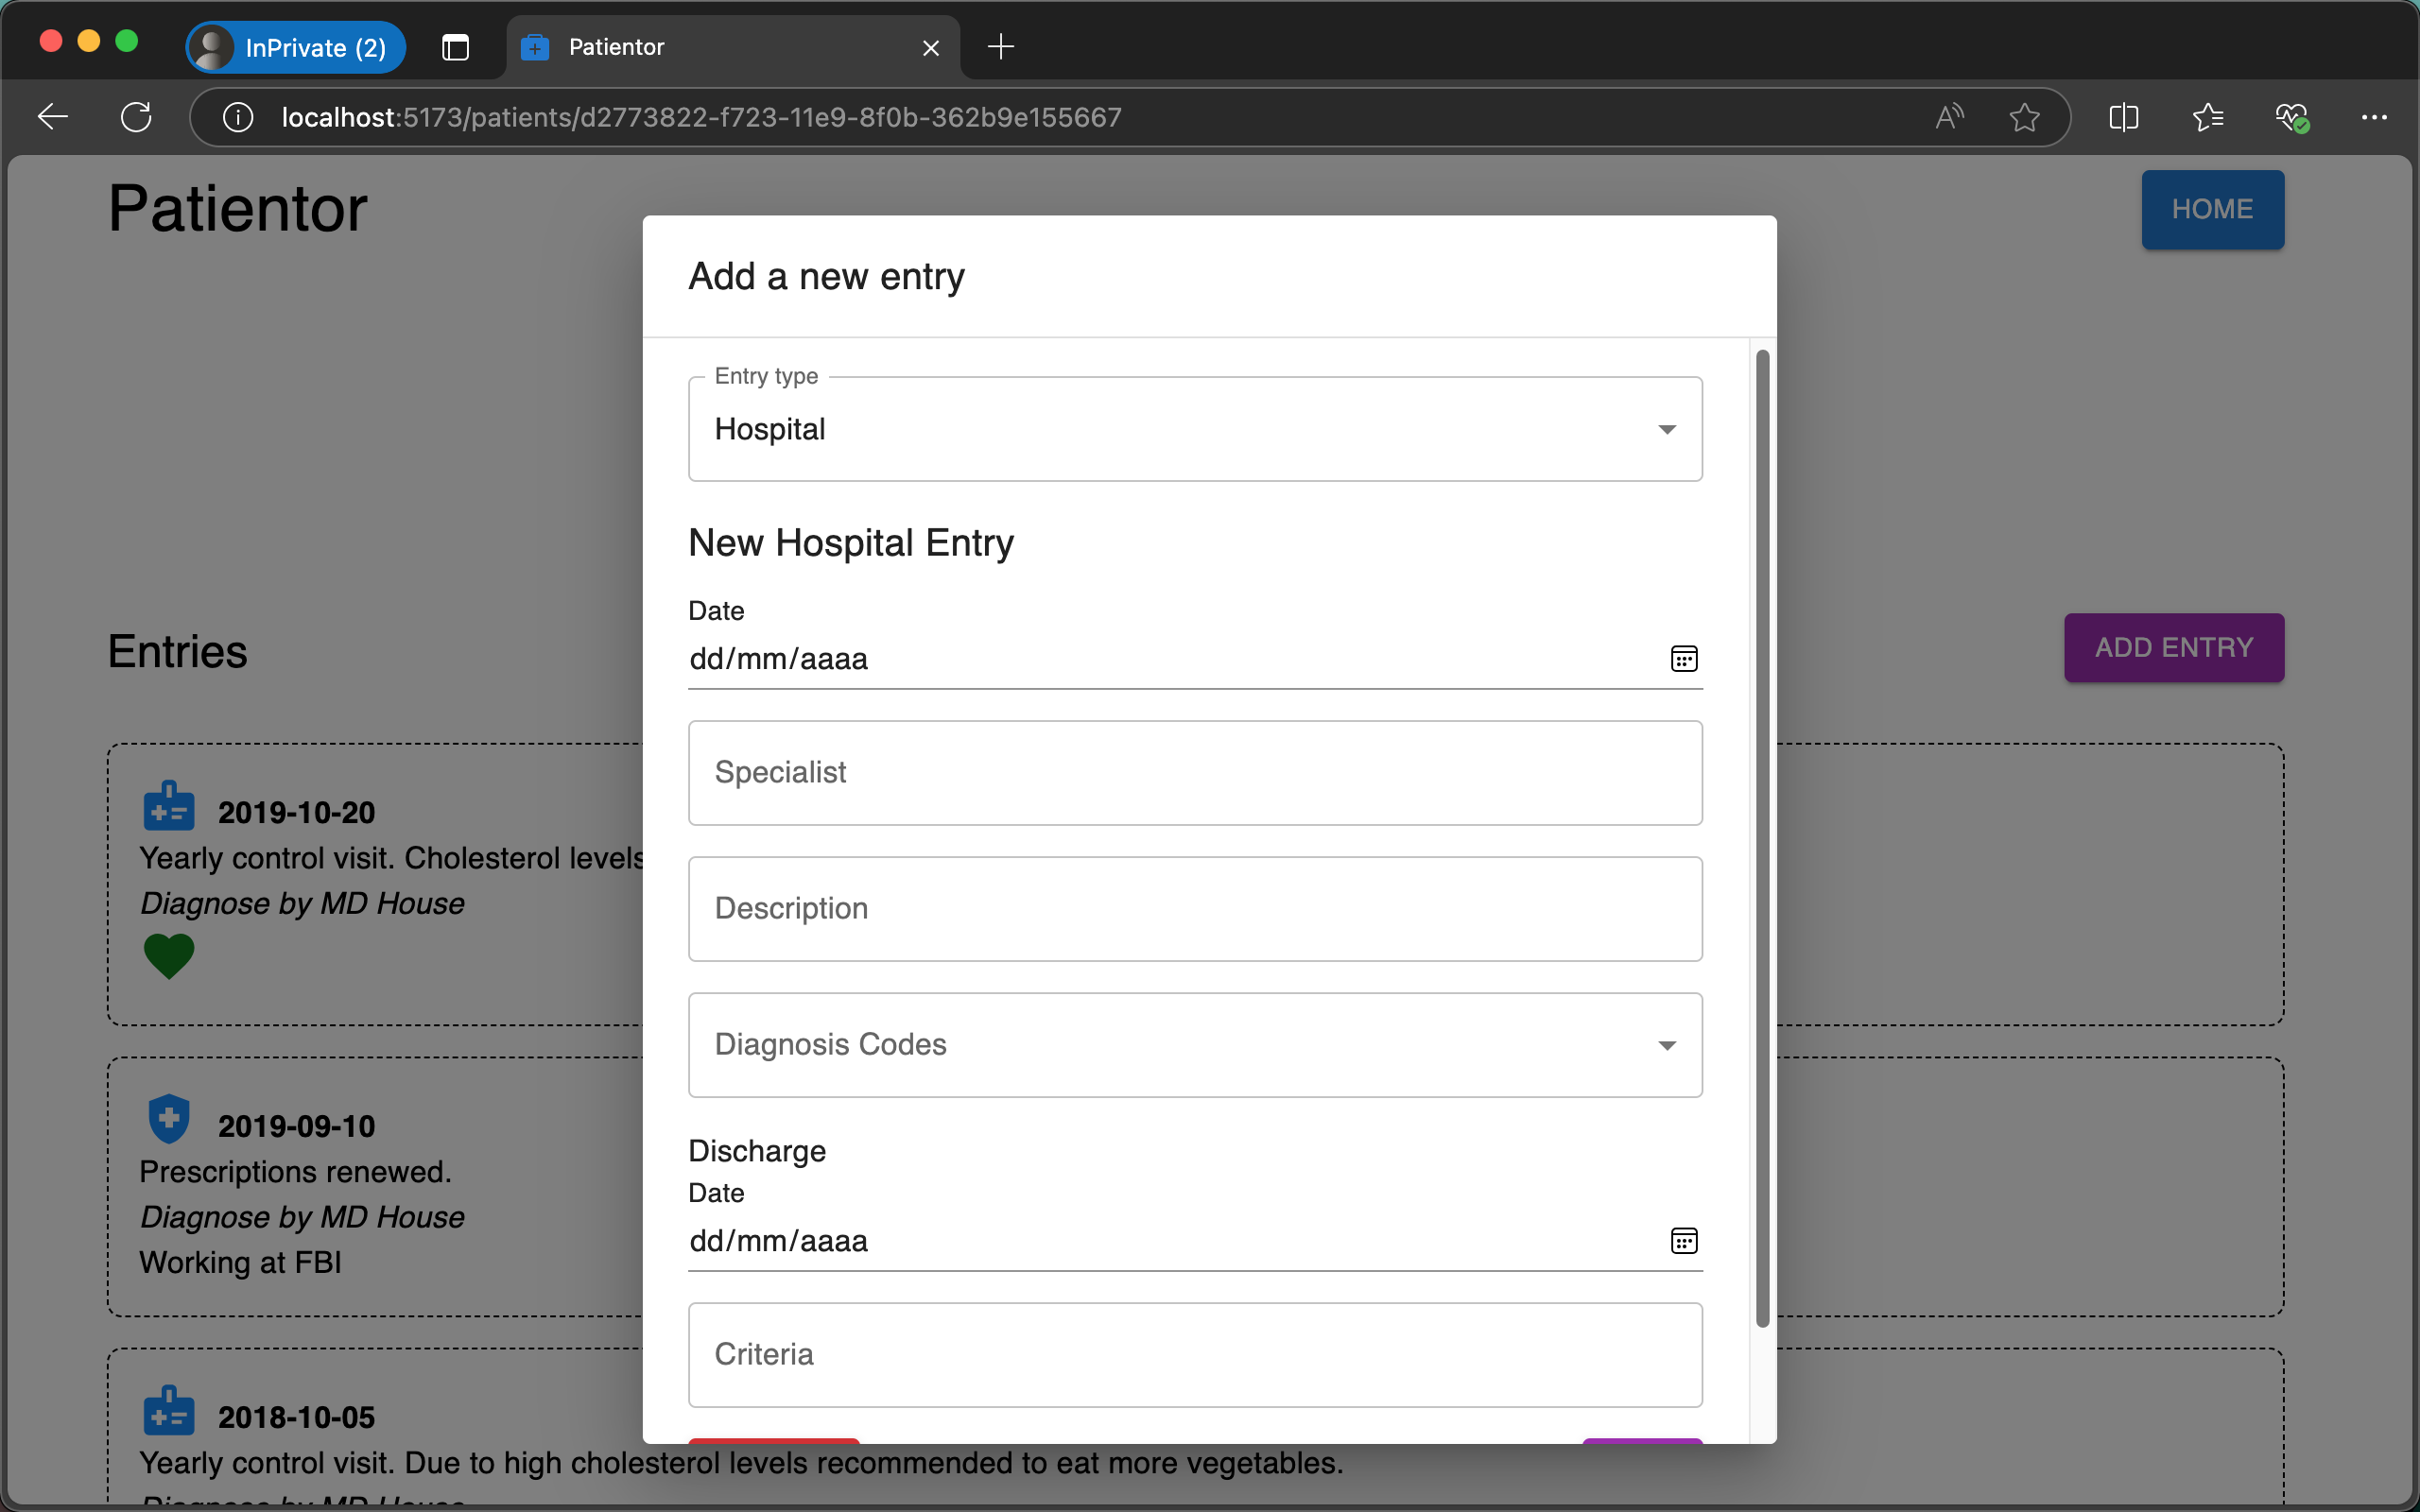 InPrivate (2)
Patientor
localhost:5173/patients/d2773822-f723-11e9-8f0b-362b9e155667
Patientor
HOME
Add a new entry
Entry type
Hospital
New Hospital Entry
Date
dd/mm/aaaa
Specialist
Description
Diagnosis Codes
Discharge
Date
dd/mm/aaaa
Criteria
Entries
ADD ENTRY
2019-10-20
Yearly control visit. Cholesterol levels
Diagnose by MD House
2019-09-10
Prescriptions renewed.
Diagnose by MD House
Working at FBI
2018-10-05
Yearly control visit. Due to high cholesterol levels recommended to eat more vegetables.
Diagnose by MD House